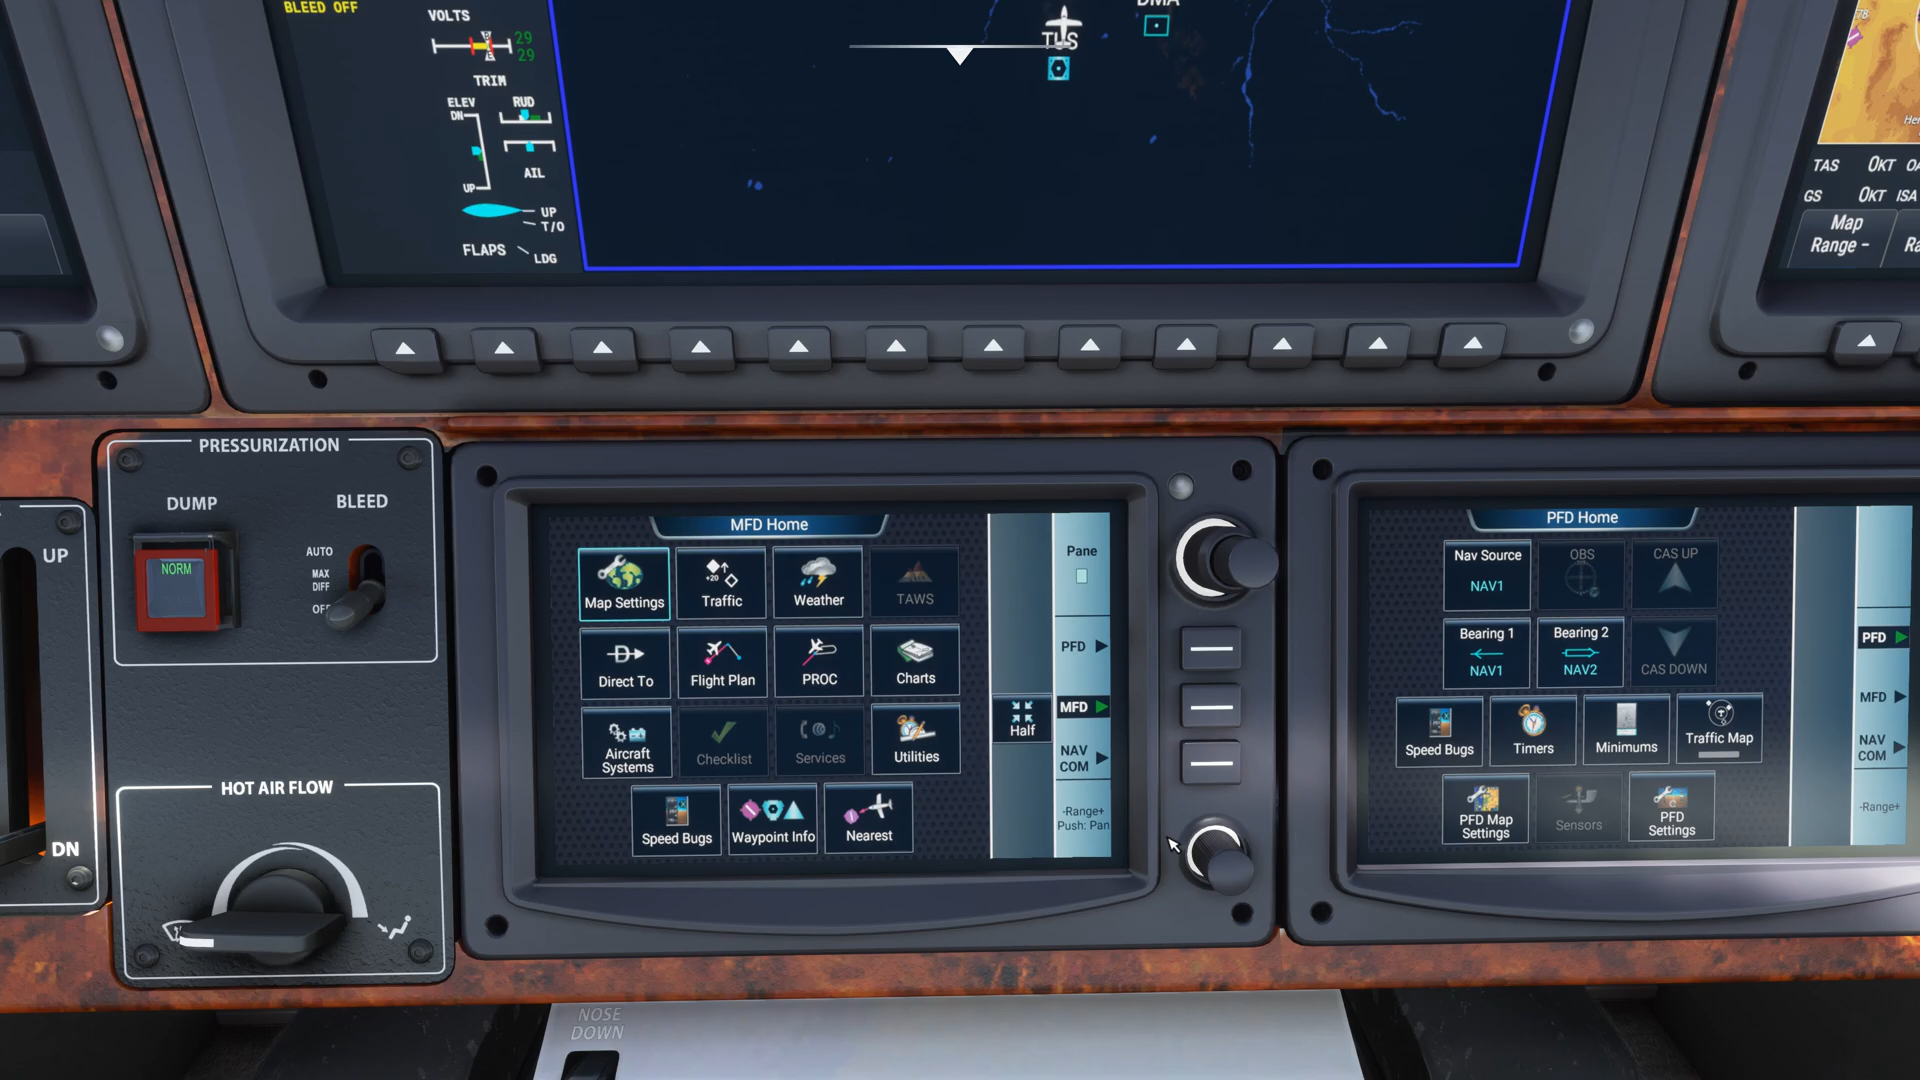 BLEED OFF
VOLTS
29
29
TRIM
ELEV
RUD
DN
AIL
UP
UP
T/O
FLAPS
LDG
DMA
TUS
TAS 0KT
GS 0KT ISA
Map
Range -
PRESSURIZATION
DUMP
BLEED
NORM
AUTO
MAX
DIFF
OFF
UP
DN
HOT AIR FLOW
MFD Home
Map Settings
Traffic
+20
Weather
TAWS
Direct To
Flight Plan
PROC
Charts
Aircraft
Systems
Checklist
Services
Utilities
Speed Bugs
Waypoint Info
Nearest
Half
Pane
PFD
MFD
NAV
COM
-Range+
Push: Pan
PFD Home
Nav Source
NAV1
OBS
CAS UP
Bearing 1
NAV1
Bearing 2
NAV2
CAS DOWN
Speed Bugs
Timers
Minimums
Traffic Map
PFD Map
Settings
Sensors
PFD
Settings
PFD
MFD
NAV
COM
-Range+
NOSE
DOWN